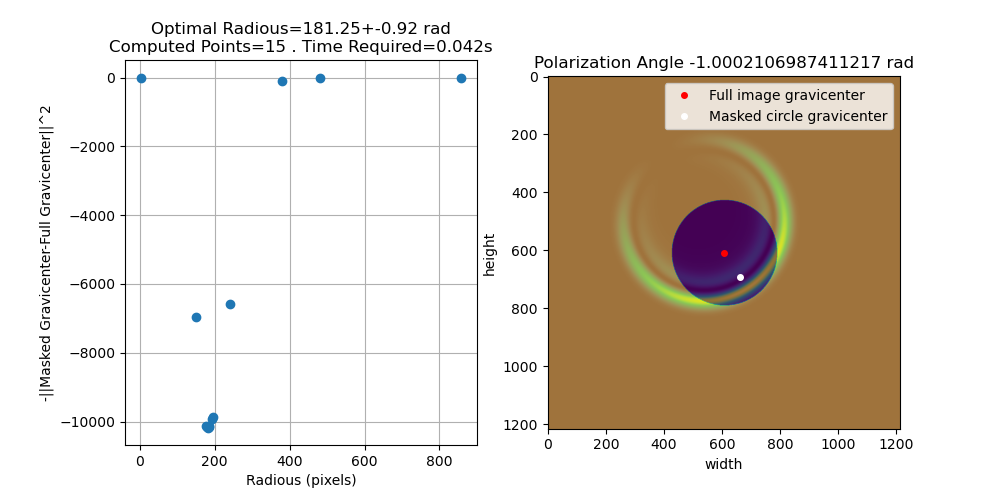 Optimal Radious=181.25+-0.92 rad
Computed Points=15 . Time Required=0.042s
-||Masked Gravicenter-Full Gravicenter||^2
0
−2000
−4000
−6000
−8000
−10000
0 200 400 600 800
Radious (pixels)
Polarization Angle -1.0002106987411217 rad
Full image gravicenter
Masked circle gravicenter
height
0
200
400
600
800
1000
1200
0 200 400 600 800 1000 1200
width